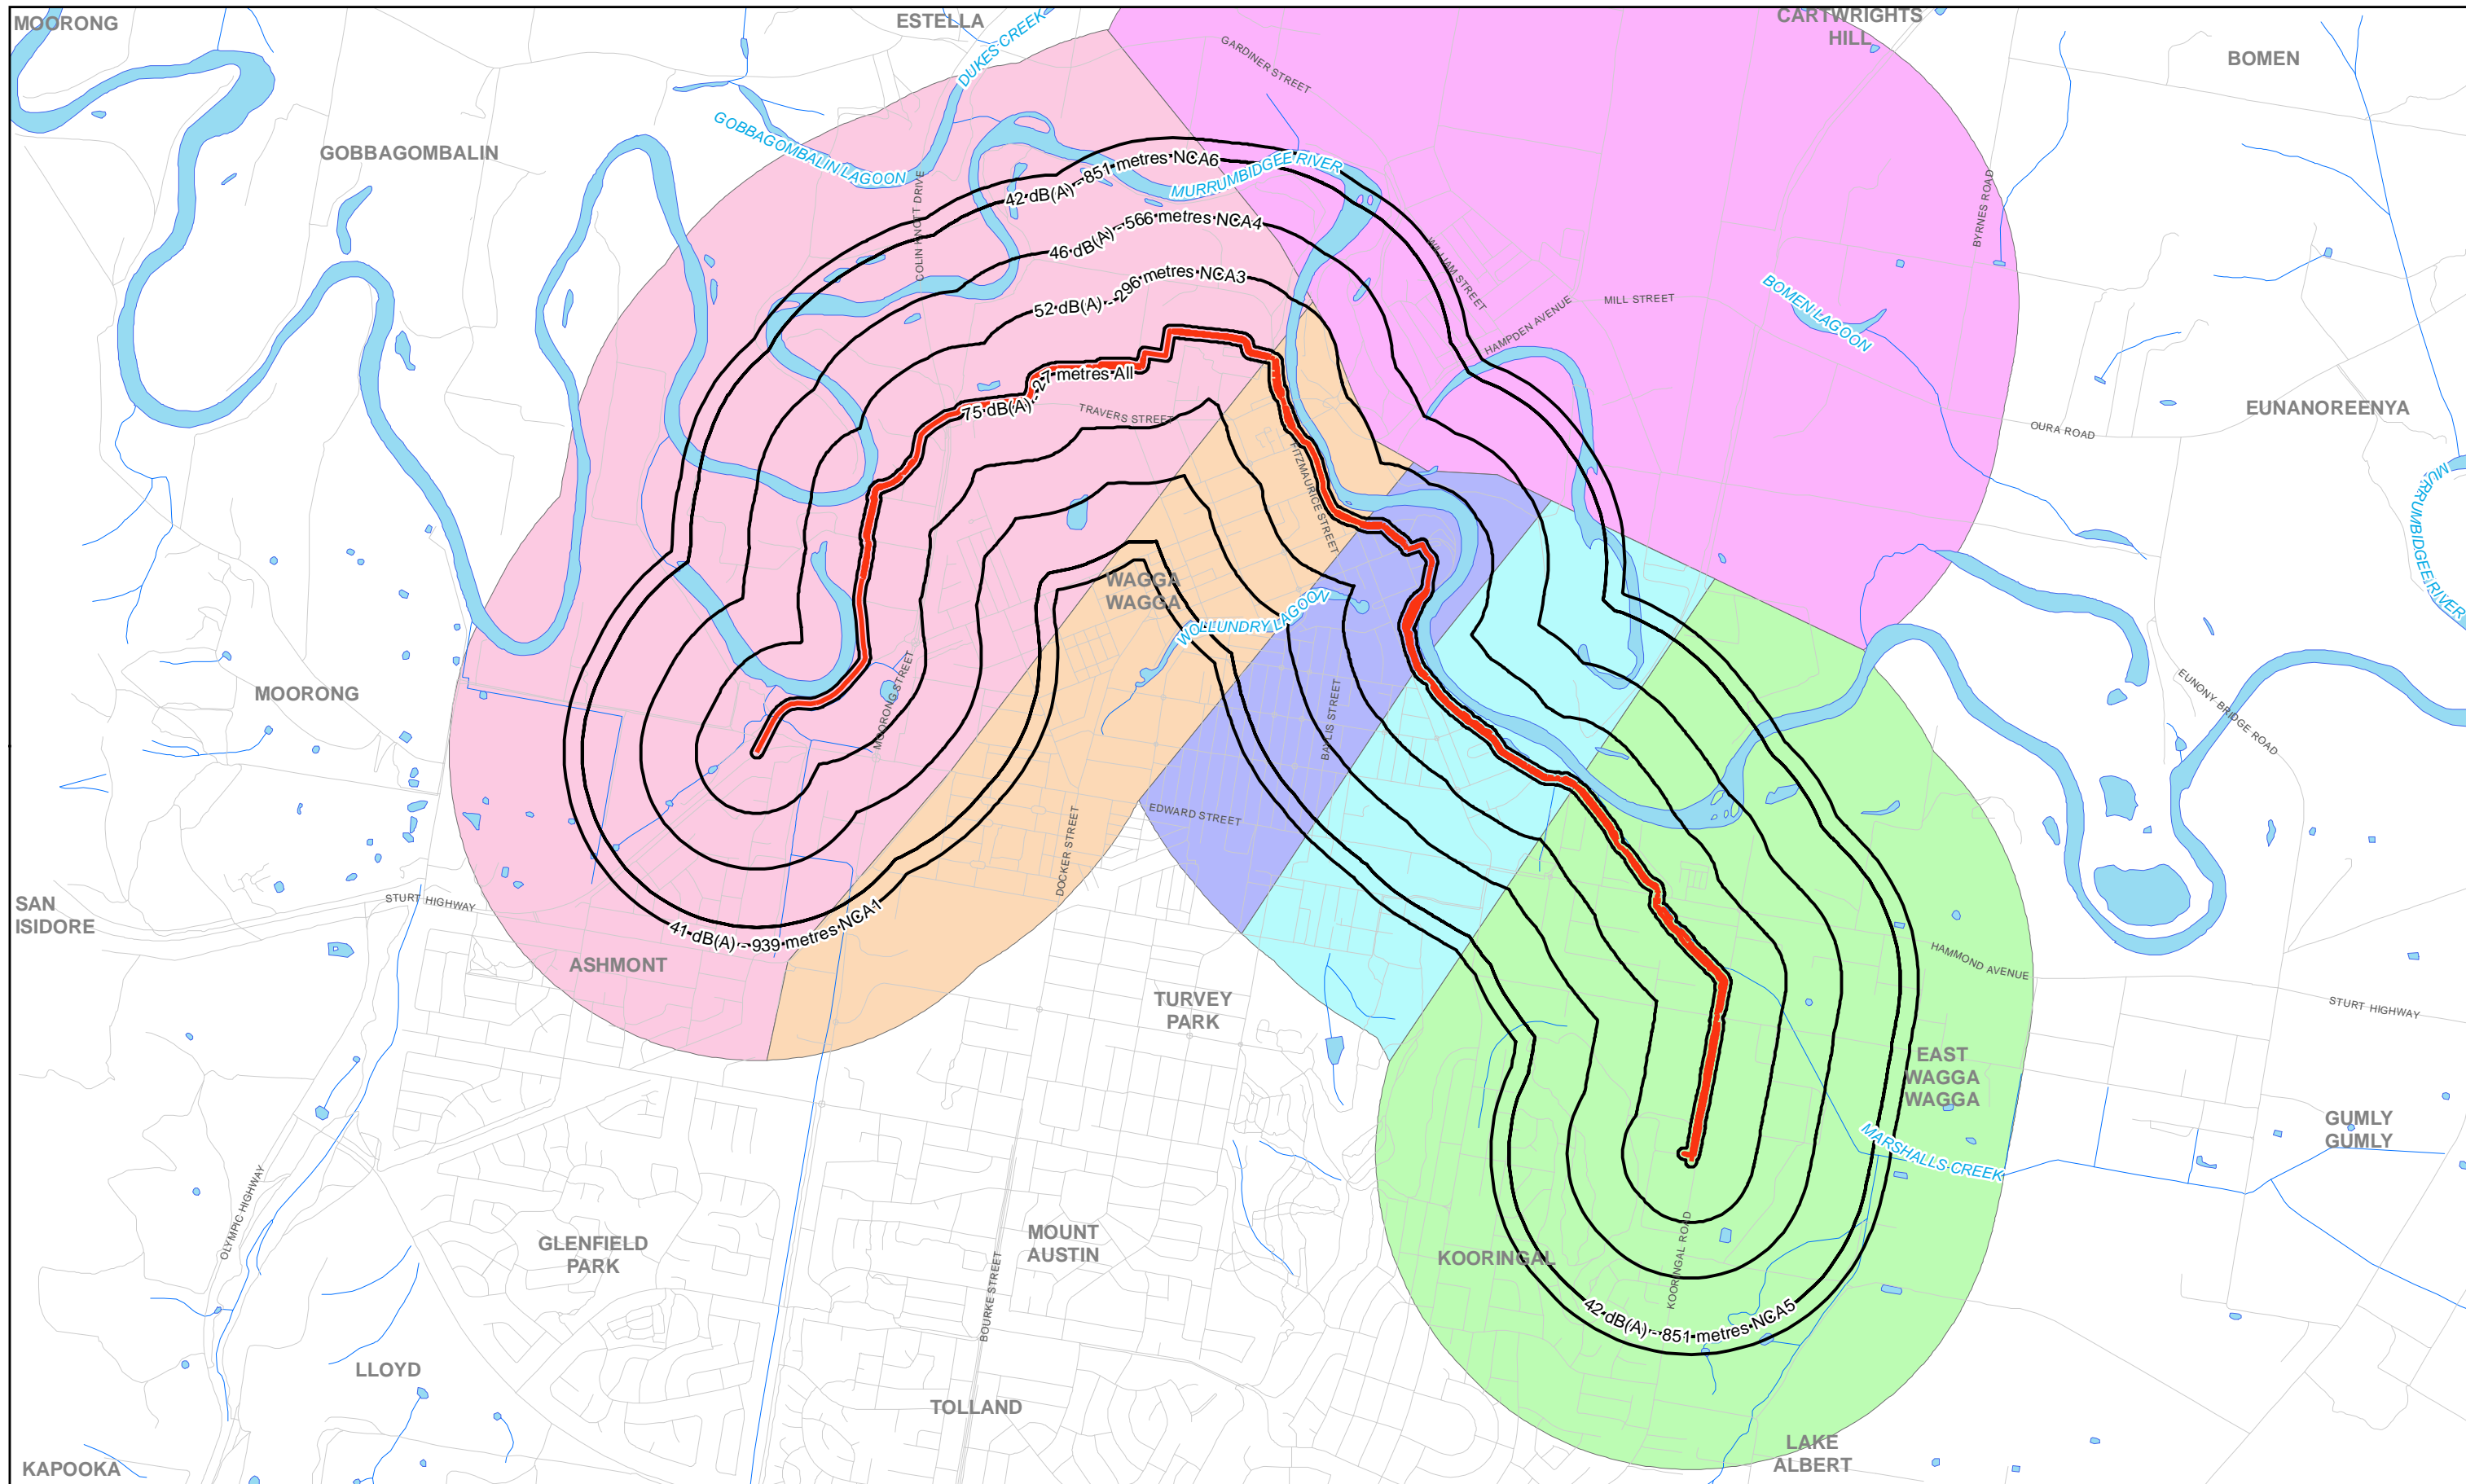 MOORONG
ESTELLA
DUKES CREEK
CARTWRIGHTS
HILL
BOMEN
GARDINER STREET
GOBBAGOMBALIN
GOBBAGOMBALIN LAGOON
COLIN KNOTT DRIVE
42 dB(A) - 851 metres NCA6
MURRUMBIDGEE RIVER
46 dB(A) - 566 metres NCA4
52 dB(A) - 296 metres NCA3
WILLIAM STREET
BYRNES ROAD
HAMPDEN AVENUE
MILL STREET
BOMEN LAGOON
75 dB(A) - 27 metres All
TRAVERS STREET
EUNANOREENYA
OURA ROAD
FITZMAURICE STREET
MURRUMBIDGEE RIVER
WAGGA
WAGGA
WOLLUNDRY LAGOON
MOORONG
MOORONG STREET
BAYLIS STREET
EUNONY BRIDGE ROAD
EDWARD STREET
DOCKER STREET
SAN
ISIDORE
STURT HIGHWAY
41 dB(A) - 939 metres NCA1
ASHMONT
HAMMOND AVENUE
STURT HIGHWAY
TURVEY
PARK
EAST
WAGGA
WAGGA
GUMLY
GUMLY
MARSHALLS CREEK
OLYMPIC HIGHWAY
GLENFIELD
PARK
MOUNT
AUSTIN
KOORINGAL
KOORINGAL ROAD
BOURKE STREET
42 dB(A) - 851 metres NCA5
LLOYD
TOLLAND
LAKE
ALBERT
KAPOOKA